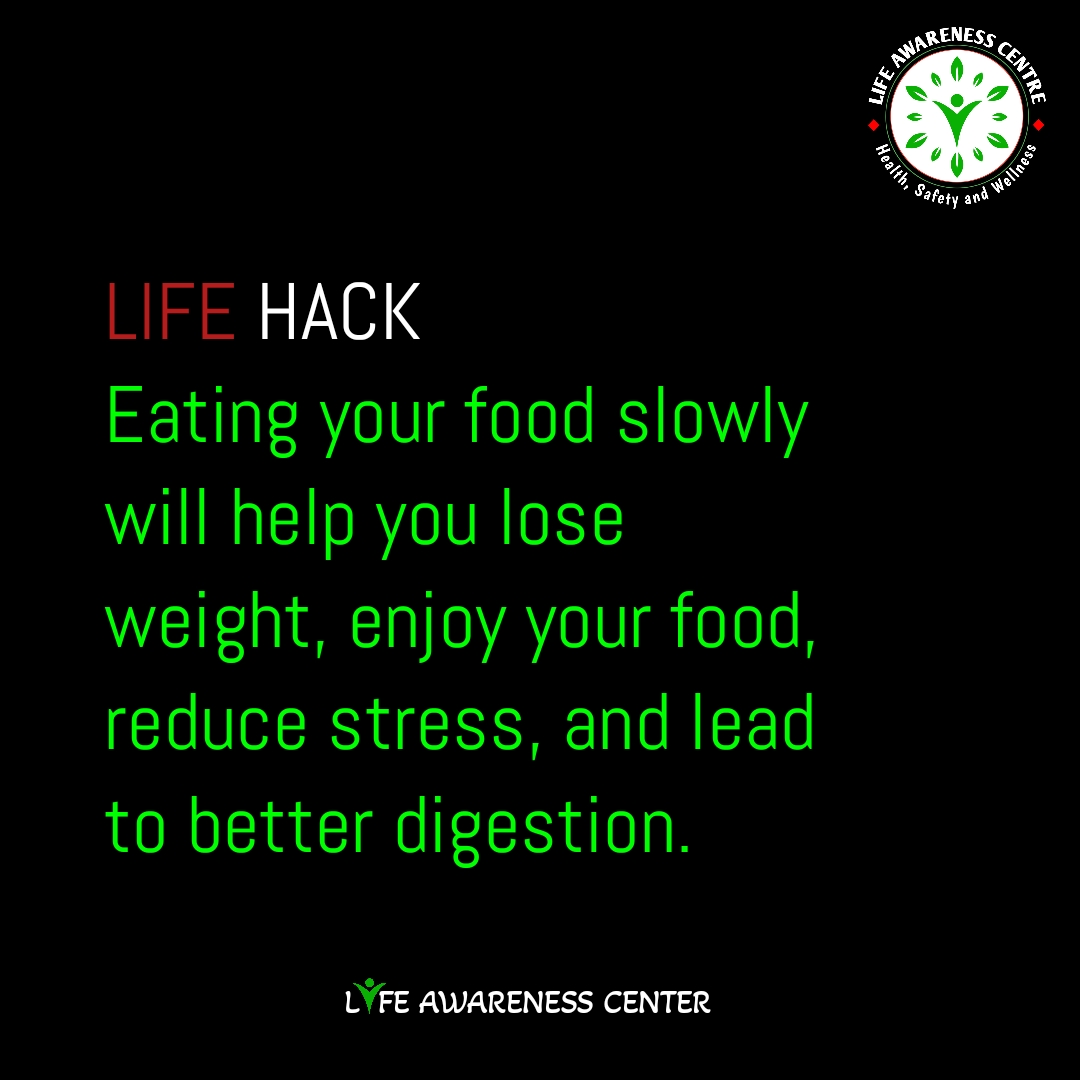 LIFE AWARENESS CENTRE
Health, Safety and Wellness
LIFE HACK
Eating your food slowly
will help you lose
weight, enjoy your food,
reduce stress, and lead
to better digestion.
LIFE AWARENESS CENTER